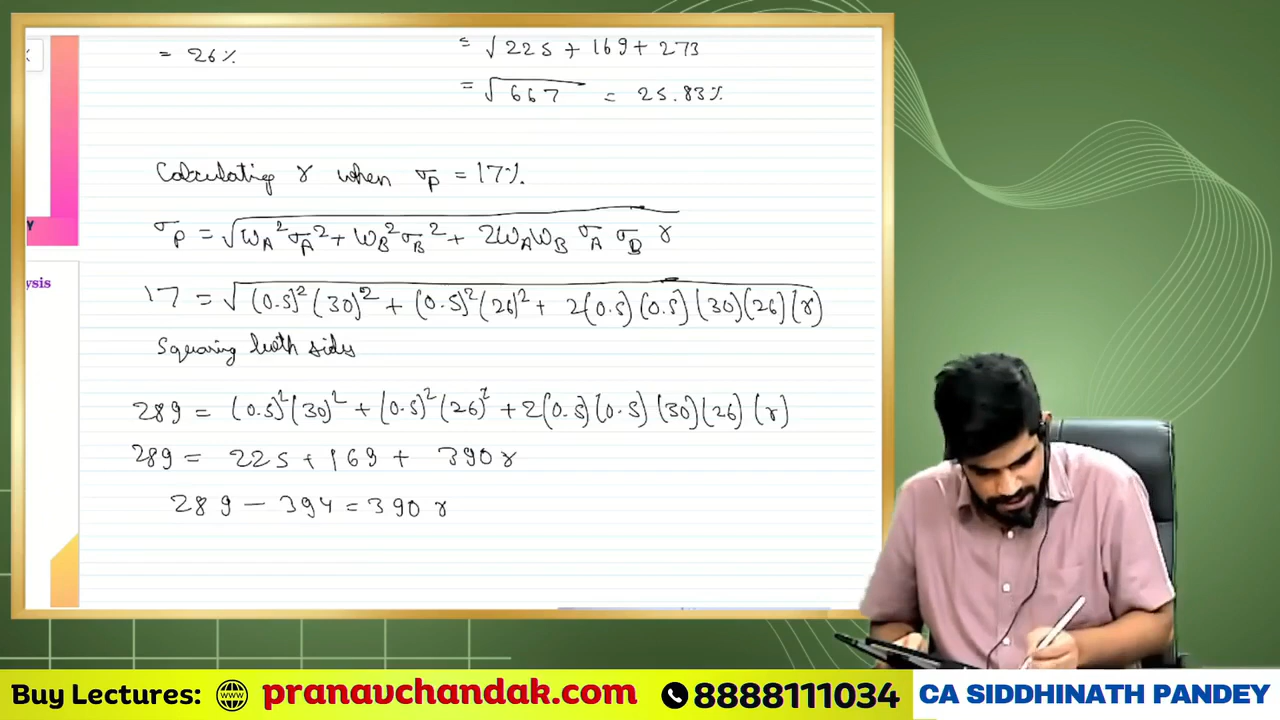 = 26%
= √225 + 169 + 273
= √667 = 25.83%
Calculating r when σP = 17%.
σP = √WA²σA² + WB²σB² + 2WAWB σA σB r
17 = √(0.5)²(30)² + (0.5)²(26)² + 2(0.5)(0.5)(30)(26)(r)
Squaring both sides
289 = (0.5)²(30)² + (0.5)²(26)² + 2(0.5)(0.5)(30)(26)(r)
289 = 225 + 169 + 390r
289 – 394 = 390 r
Y
ysis
Buy Lectures: pranavchandak.com 8888111034 CA SIDDHINATH PANDEY